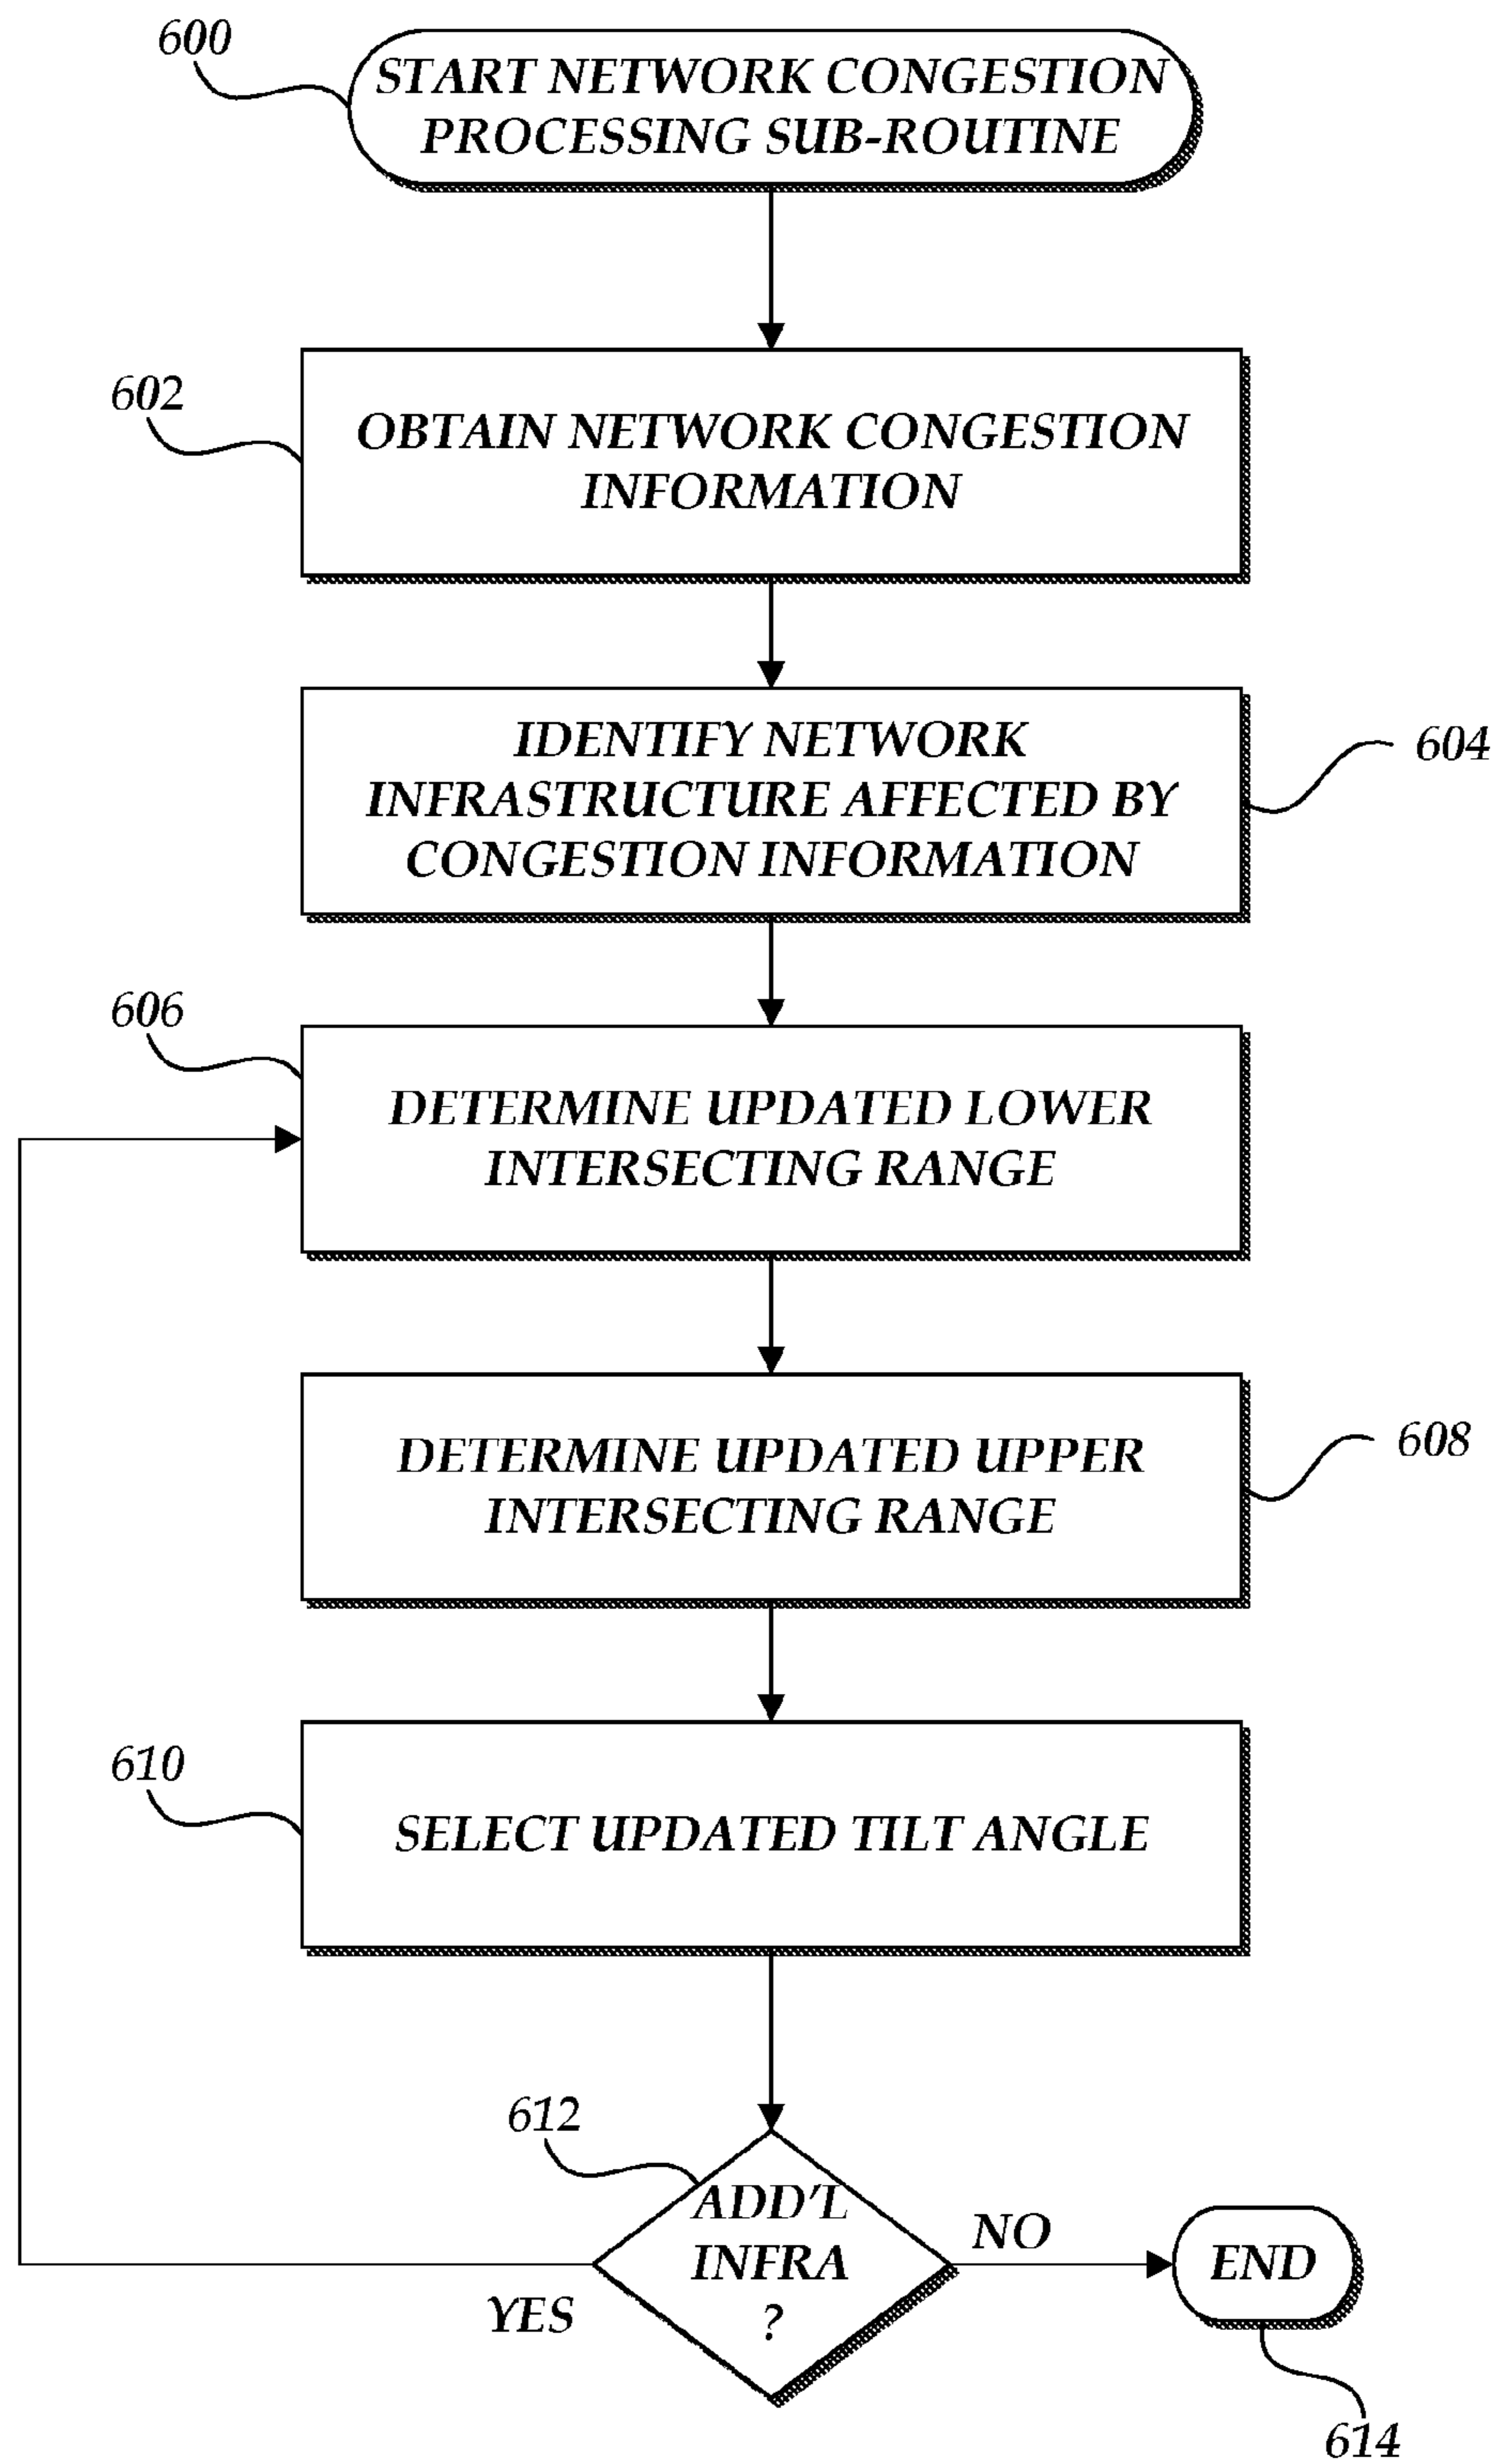 600
START NETWORK CONGESTION
PROCESSING SUB-ROUTINE
602
OBTAIN NETWORK CONGESTION
INFORMATION
IDENTIFY NETWORK
INFRASTRUCTURE AFFECTED BY
CONGESTION INFORMATION
604
606
DETERMINE UPDATED LOWER
INTERSECTING RANGE
DETERMINE UPDATED UPPER
INTERSECTING RANGE
608
610
SELECT UPDATED TILT ANGLE
612
ADD'L
INFRA
?
YES
NO
END
614